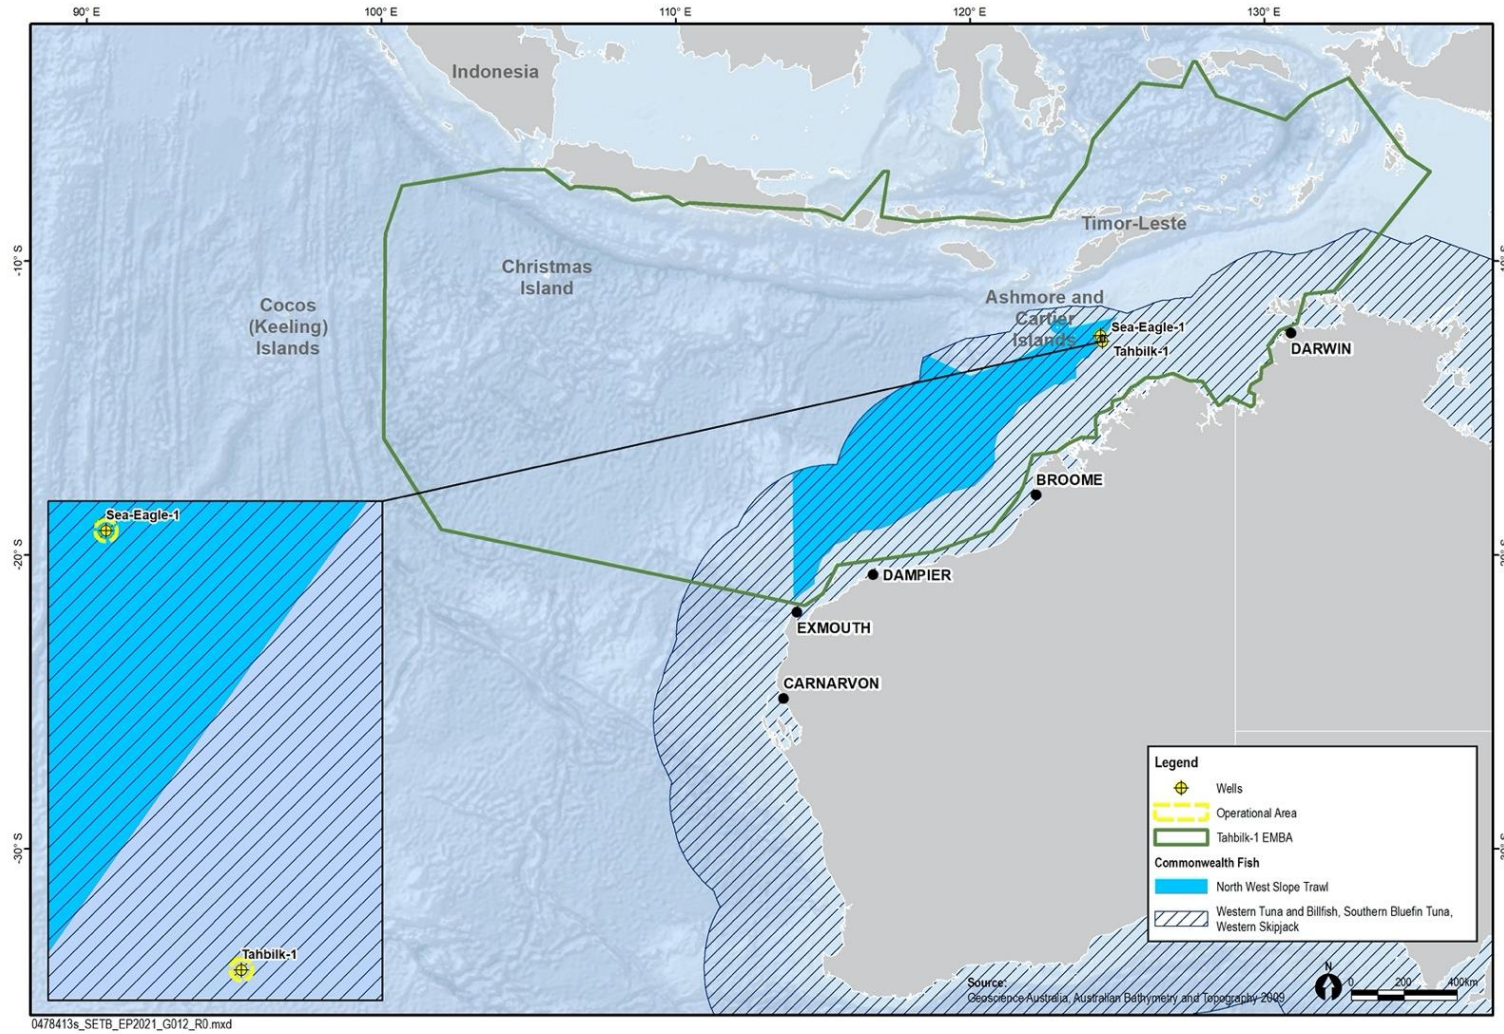 90° E 100° E 110° E 120° E 130° E
Indonesia
Timor-Leste
-10° S
Christmas
Island
Cocos
(Keeling)
Islands
Ashmore and
Cartier
Islands
Sea-Eagle-1
Tahbilk-1
DARWIN
BROOME
Sea-Eagle-1
-20° S
DAMPIER
EXMOUTH
CARNARVON
Legend
Wells
Operational Area
Tahbilk-1 EMBA
-30° S
Commonwealth Fish
North West Slope Trawl
Western Tuna and Billfish, Southern Bluefin Tuna,
Western Skipjack
Tahbilk-1
N
0 200 400km
Source:
Geoscience Australia, Australian Bathymetry and Topography 2009
0478413s_SETB_EP2021_G012_R0.mxd